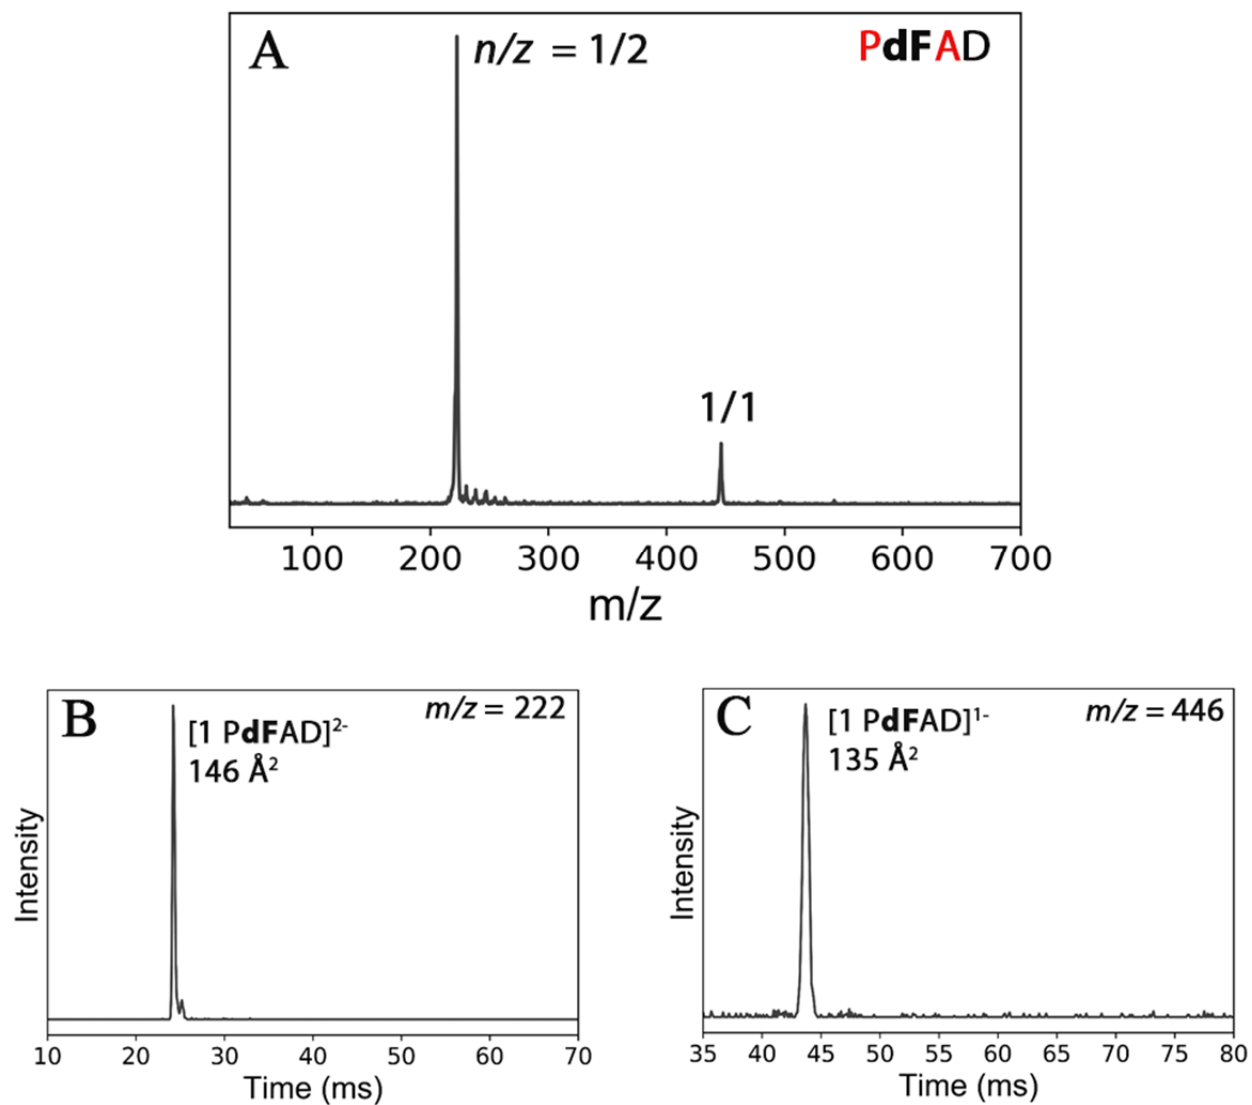 A
n/z = 1/2
PdFAD
1/1
100 200 300 400 500 600 700
m/z
B
m/z = 222
[1 PdFAD]²⁻
146 Å²
Intensity
10 20 30 40 50 60 70
Time (ms)
C
m/z = 446
[1 PdFAD]¹⁻
135 Å²
Intensity
35 40 45 50 55 60 65 70 75 80
Time (ms)